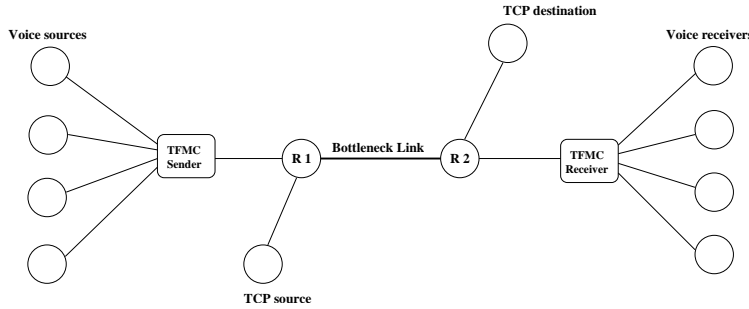 TCP destination
Voice sources
Voice receivers
TFMC
Sender
R 1
Bottleneck Link
R 2
TFMC
Receiver
TCP source